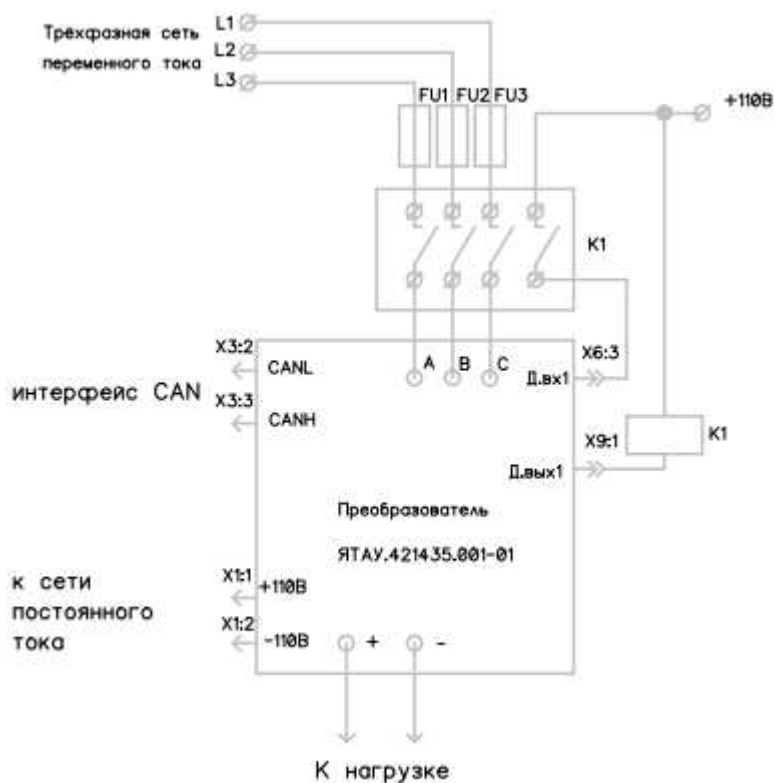 L1
Трёхфазная сеть
L2
переменного тока
L3
FU1 FU2 FU3
+110В
K1
X3:2
CANL
A B C
X6:3
Д.вх1
интерфейс CAN
X3:3
CANH
K1
X9:1
Д.вых1
Преобразователь
ЯТАУ.421435.001-01
X1:1
+110В
к сети
постоянного
тока
X1:2
-110В
+ -
К нагрузке